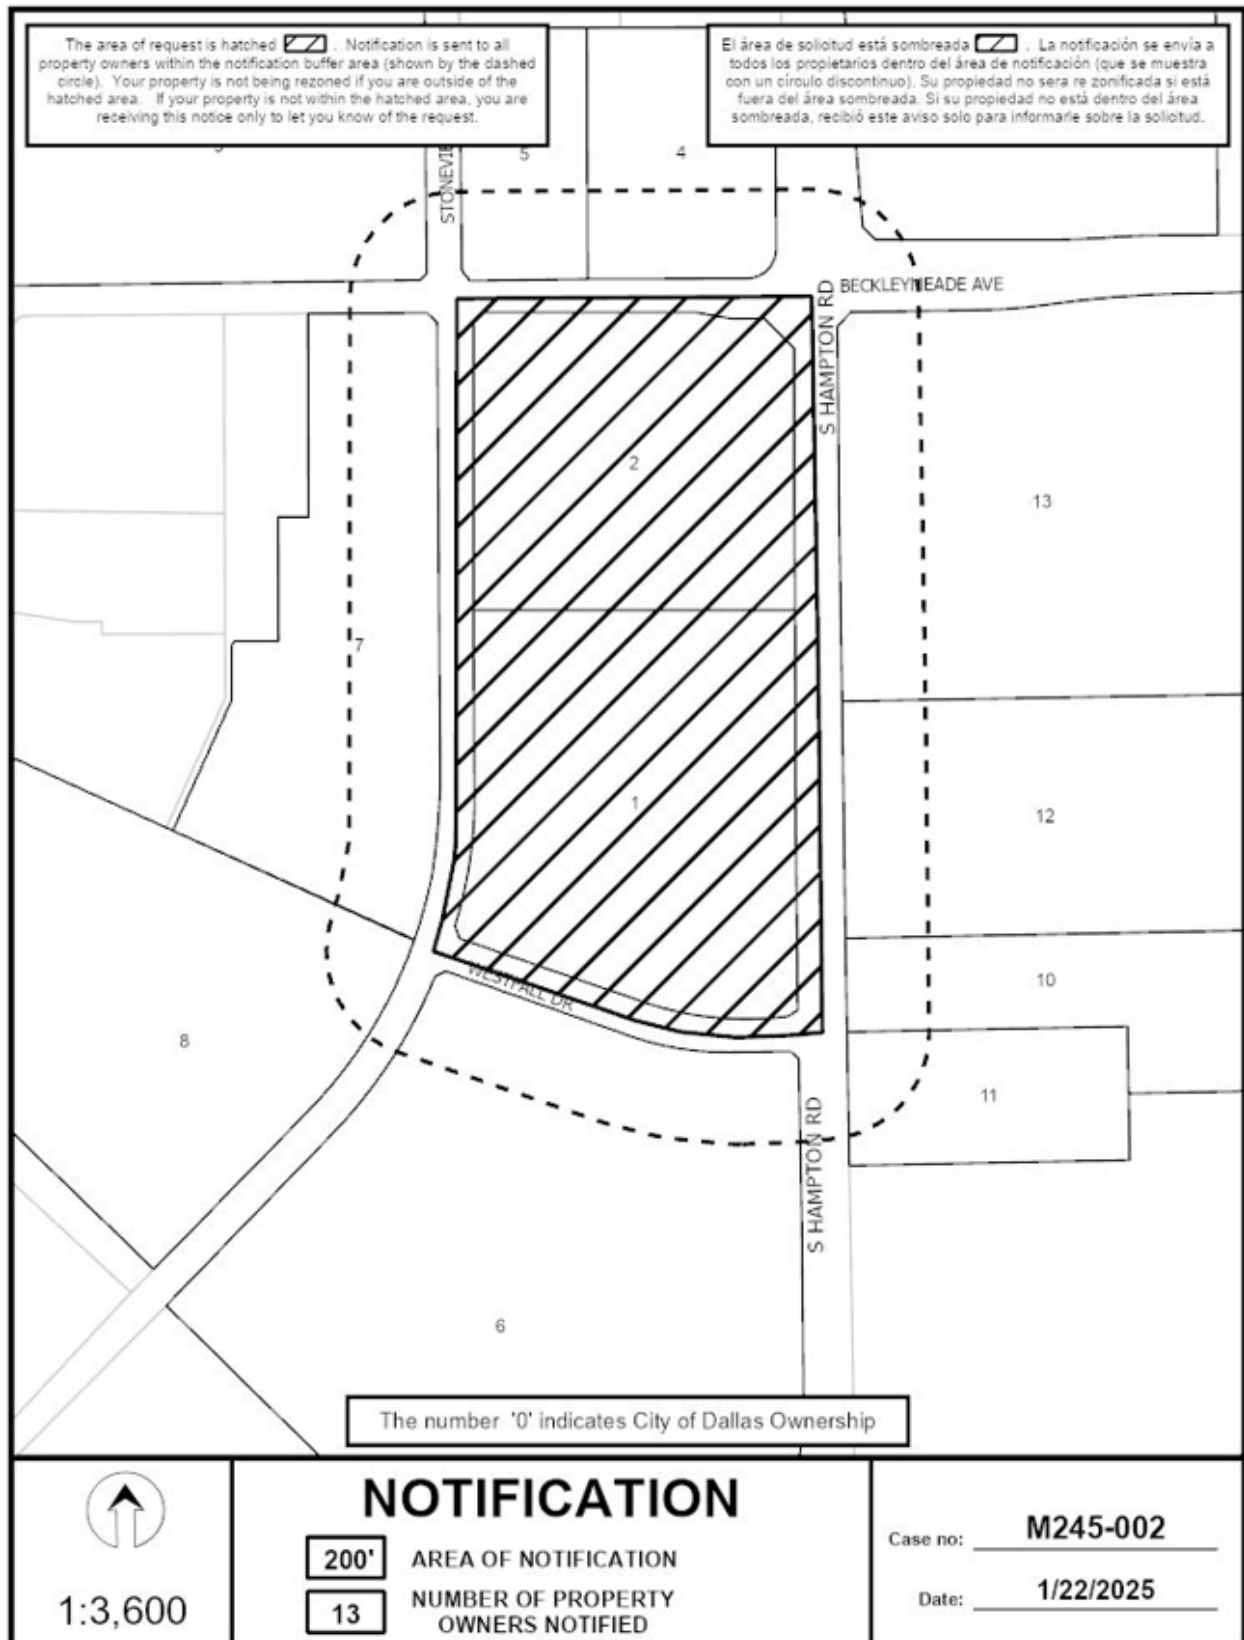 The area of request is hatched . Notification is sent to all
property owners within the notification buffer area (shown by the dashed
circle). Your property is not being rezoned if you are outside of the
hatched area. If your property is not within the hatched area, you are
receiving this notice only to let you know of the request.
El área de solicitud está sombreada . La notificación se envía a
todos los propietarios dentro del área de notificación (que se muestra
con un círculo discontinuo). Su propiedad no sera re zonificada si está
fuera del área sombreada. Si su propiedad no está dentro del área
sombreada, recibió este aviso solo para informarle sobre la solicitud.
5
4
BECKLEYMEADE AVE
S HAMPTON RD
2
13
7
1
12
WESTFALL DR
10
8
11
S HAMPTON RD
6
The number '0' indicates City of Dallas Ownership
1:3,600
NOTIFICATION
200' AREA OF NOTIFICATION
13 NUMBER OF PROPERTY
OWNERS NOTIFIED
Case no: M245-002
Date: 1/22/2025